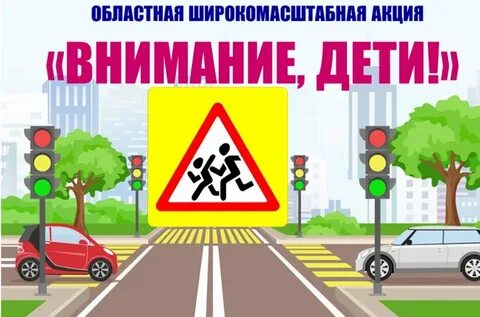 ОБЛАСТНАЯ ШИРОКОМАСШТАБНАЯ АКЦИЯ
«ВНИМАНИЕ, ДЕТИ!»